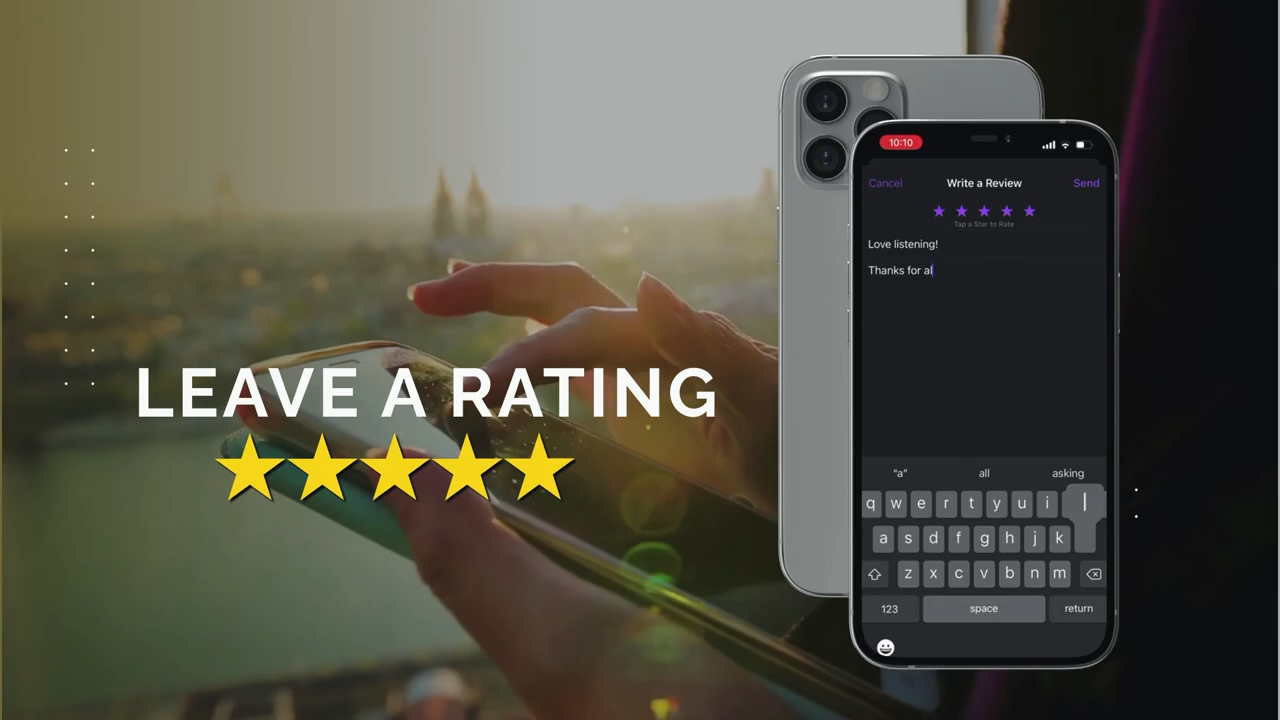 LEAVE A RATING
10:10
Cancel Write a Review Send
Tap a Star to Rate
Love listening!
Thanks for al
“a” all asking
q w e r t y u i l
a s d f g h j k
z x c v b n m
123 space return